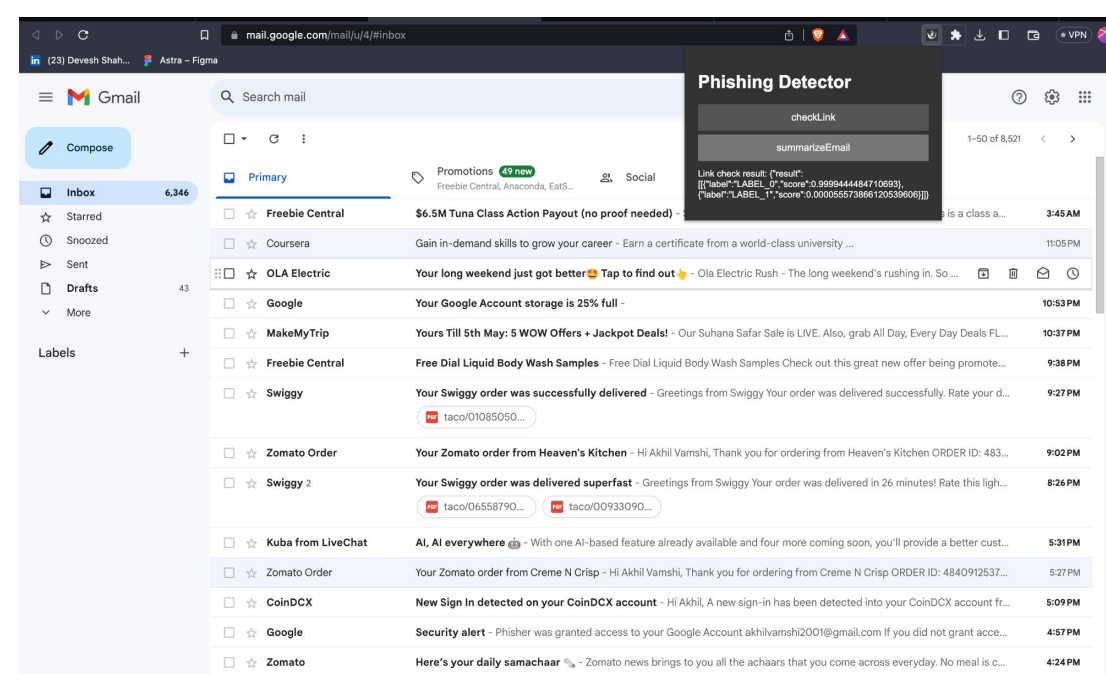 mail.google.com/mail/u/4/#inbox
VPN
in (23) Devesh Shah...
Astra – Figma
Gmail
Search mail
Phishing Detector
checkLink
summarizeEmail
Link check result: {"result":
[[{"label":"LABEL_0","score":0.9999444484710693},
{"label":"LABEL_1","score":0.000055573866120539606}]]}
Compose
1–50 of 8,521
Inbox 6,346
Starred
Snoozed
Sent
Drafts 43
More
Labels +
Primary
Promotions 49 new
Freebie Central, Anaconda, EatS...
Social
Freebie Central $6.5M Tuna Class Action Payout (no proof needed) - is a class a... 3:45 AM
Coursera Gain in-demand skills to grow your career - Earn a certificate from a world-class university ... 11:05 PM
OLA Electric Your long weekend just got better🤩 Tap to find out👆 - Ola Electric Rush - The long weekend's rushing in. So ...
Google Your Google Account storage is 25% full - 10:53 PM
MakeMyTrip Yours Till 5th May: 5 WOW Offers + Jackpot Deals! - Our Suhana Safar Sale is LIVE. Also, grab All Day, Every Day Deals FL... 10:37 PM
Freebie Central Free Dial Liquid Body Wash Samples - Free Dial Liquid Body Wash Samples Check out this great new offer being promote... 9:38 PM
Swiggy Your Swiggy order was successfully delivered - Greetings from Swiggy Your order was delivered successfully. Rate your d... 9:27 PM
PDF taco/01085050...
Zomato Order Your Zomato order from Heaven's Kitchen - Hi Akhil Vamshi, Thank you for ordering from Heaven's Kitchen ORDER ID: 483... 9:02 PM
Swiggy 2 Your Swiggy order was delivered superfast - Greetings from Swiggy Your order was delivered in 26 minutes! Rate this ligh... 8:26 PM
PDF taco/06558790... PDF taco/00933090...
Kuba from LiveChat AI, AI everywhere 🤖 - With one AI-based feature already available and four more coming soon, you'll provide a better cust... 5:31 PM
Zomato Order Your Zomato order from Creme N Crisp - Hi Akhil Vamshi, Thank you for ordering from Creme N Crisp ORDER ID: 4840912537... 5:27 PM
CoinDCX New Sign In detected on your CoinDCX account - Hi Akhil, A new sign-in has been detected into your CoinDCX account fr... 5:09 PM
Google Security alert - Phisher was granted access to your Google Account akhilvamshi2001@gmail.com If you did not grant acce... 4:57 PM
Zomato Here's your daily samachaar 🗞️ - Zomato news brings to you all the achaars that you come across everyday. No meal is c... 4:24 PM